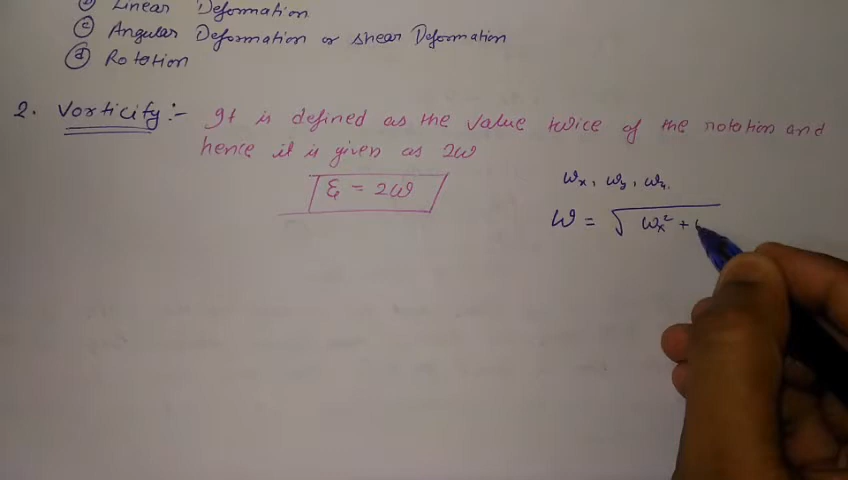 (b) Linear Deformation
(c) Angular Deformation or shear Deformation
(d) Rotation
2. Vorticity :- It is defined as the value twice of the rotation and
hence it is given as 2ω
ξ = 2ω
ωx, ωy, ωz.
ω = √ ωx² +